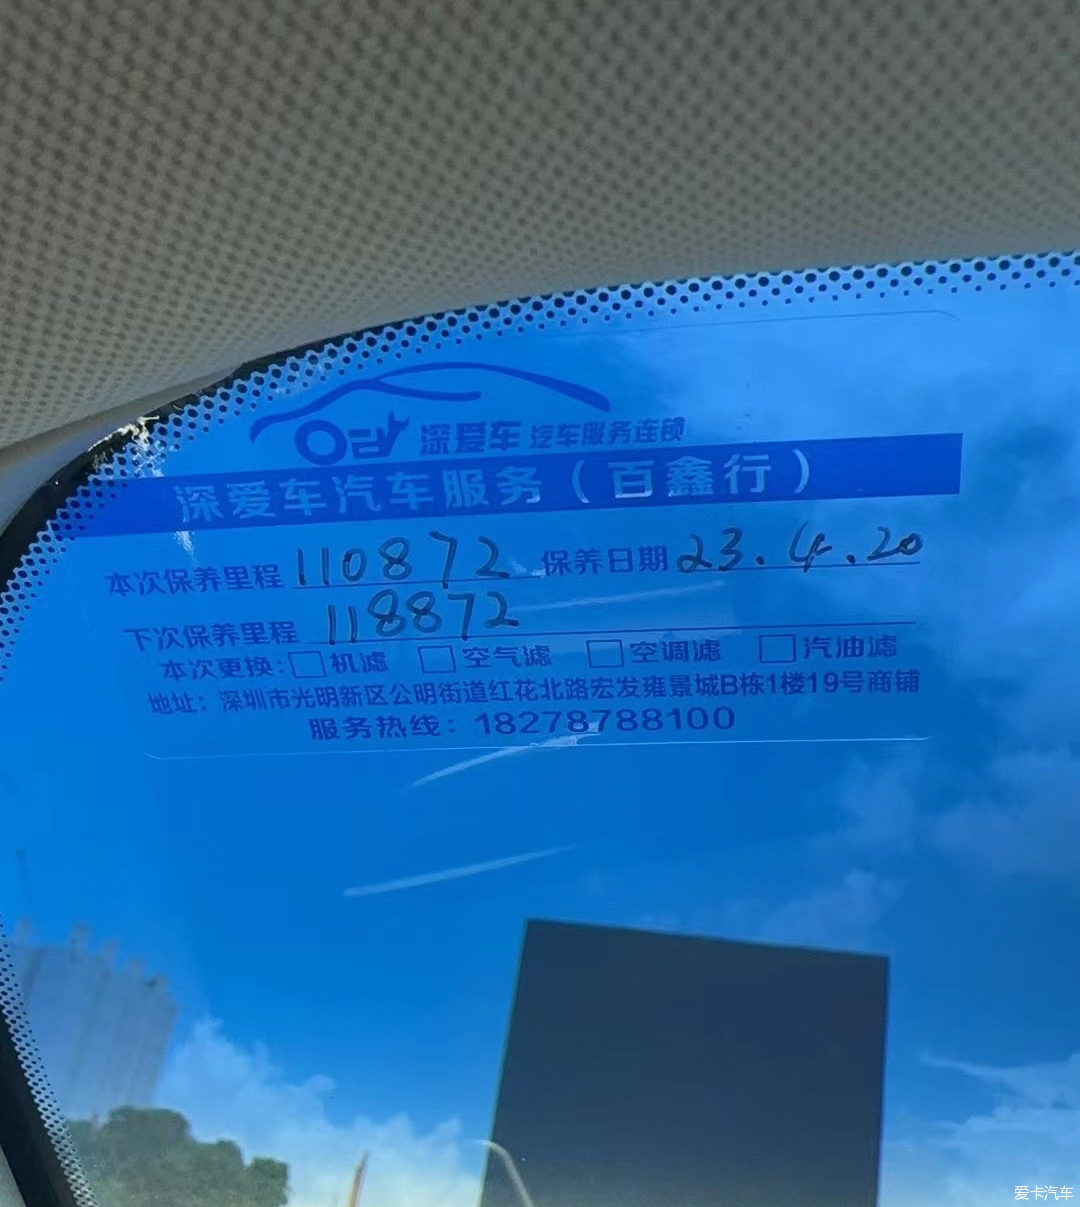 深爱车 汽车服务连锁
深爱车汽车服务（百鑫行）
本次保养里程 110872 保养日期 23.4.20
下次保养里程 118872
本次更换：□机滤 □空气滤 □空调滤 □汽油滤
地址：深圳市光明新区公明街道红花北路宏发雍景城B栋1楼19号商铺
服务热线：18278788100
爱卡汽车